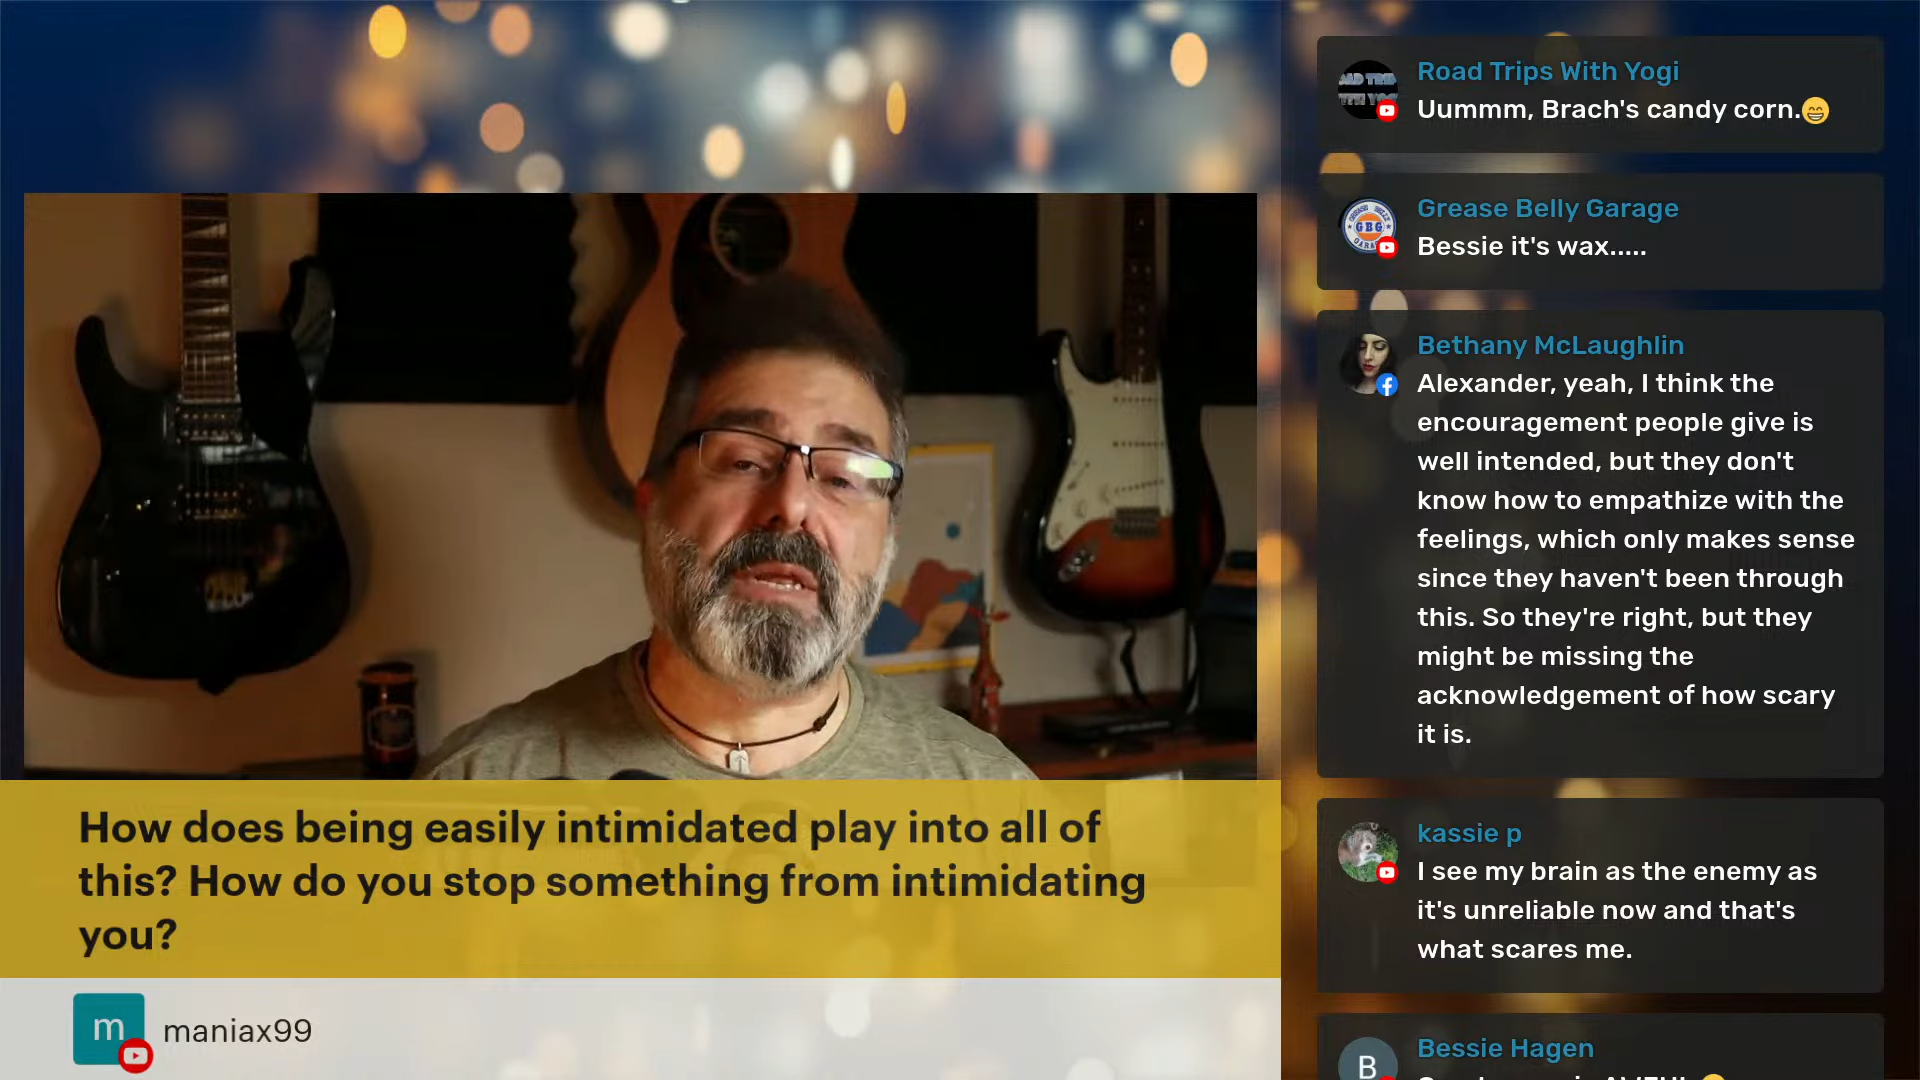 Road Trips With Yogi
Uummm, Brach's candy corn.😁
Grease Belly Garage
Bessie it's wax.....
Bethany McLaughlin
Alexander, yeah, I think the
encouragement people give is
well intended, but they don't
know how to empathize with the
feelings, which only makes sense
since they haven't been through
this. So they're right, but they
might be missing the
acknowledgement of how scary
it is.
kassie p
I see my brain as the enemy as
it's unreliable now and that's
what scares me.
B
Bessie Hagen
How does being easily intimidated play into all of
this? How do you stop something from intimidating
you?
m
maniax99
GBG